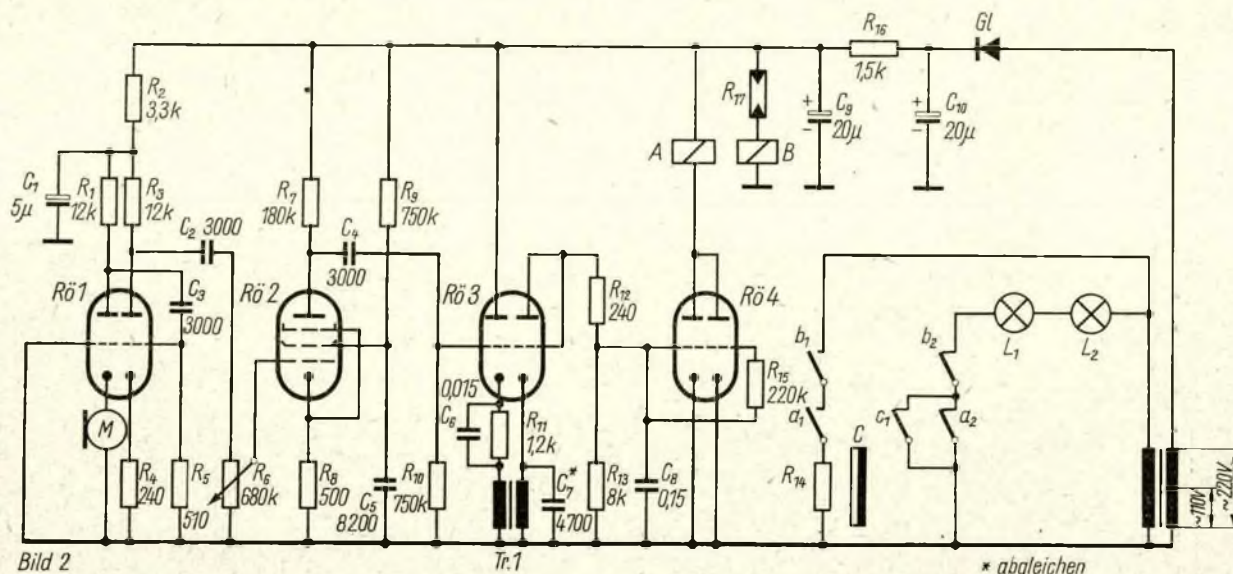 R2
3,3k
C1
5µ
R1
12k
R3
12k
C2 3000
Rö1
C3
3000
M
R4
240
R5
510
R6
680k
R7
180k
C4
3000
R9
750k
Rö2
R8
500
C5
8200
R10
750k
Rö3
0,015
C6
R11
1,2k
C7*
4700
R12
240
R13
8k
C8
0,15
Rö4
R15
220k
A
R17
B
+
C9
20µ
−
R16
1,5k
+
C10
20µ
−
Gl
b1
a1
R14
C
b2
c1
a2
L1
L2
~110V
~220V
Bild 2
Tr.1
* abgleichen